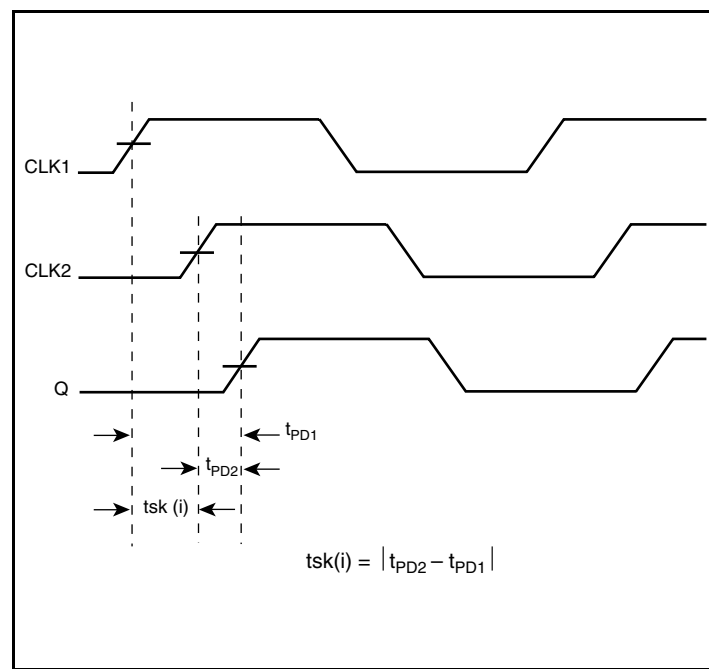 CLK1
CLK2
Q
tPD1
tPD2
tsk (i)
tsk(i) = |tPD2 – tPD1|